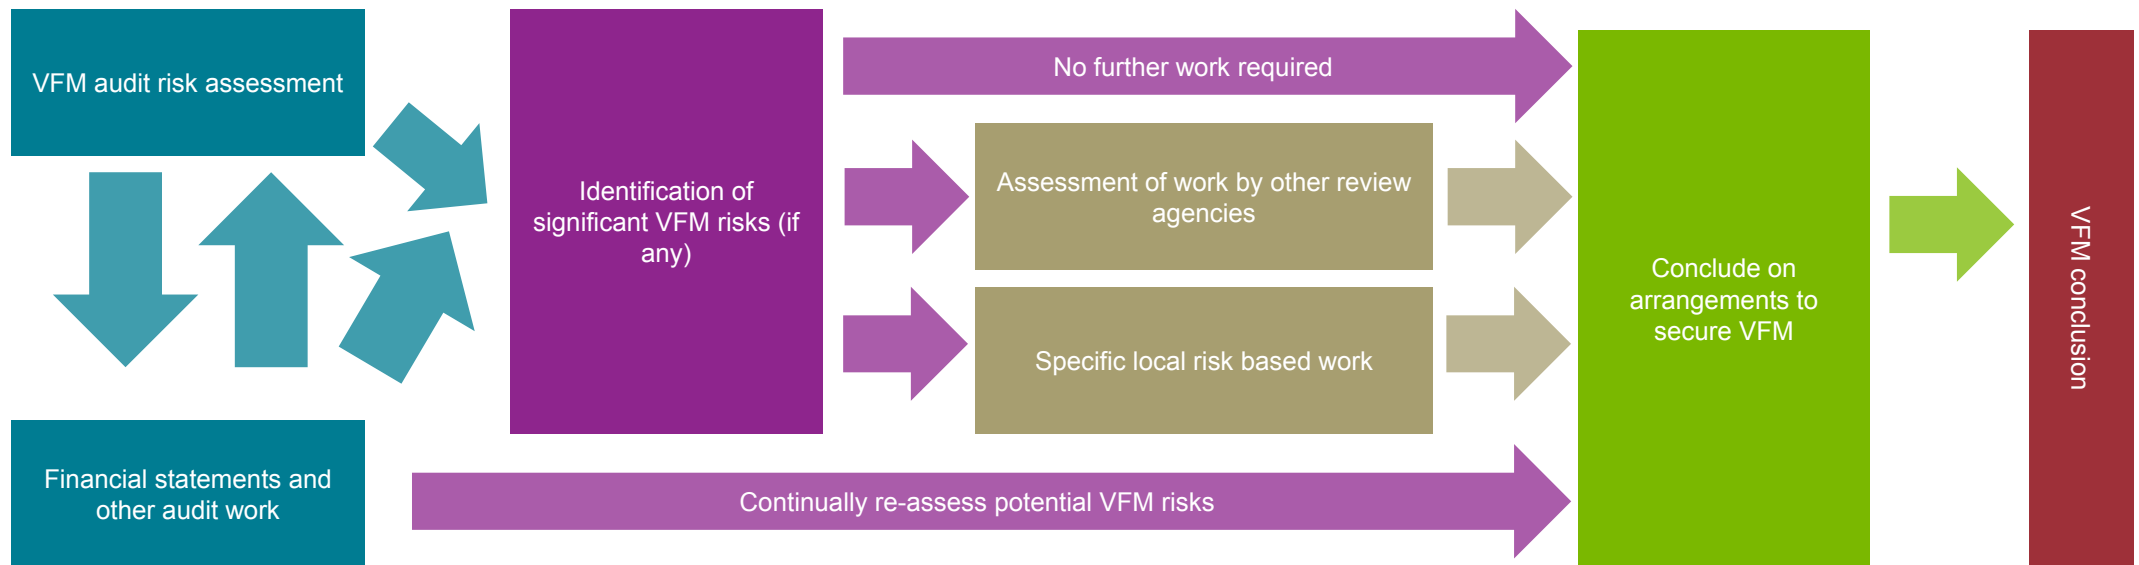 VFM audit risk assessment
Financial statements and
other audit work
Identification of
significant VFM risks (if
any)
No further work required
Assessment of work by other review
agencies
Specific local risk based work
Continually re-assess potential VFM risks
Conclude on
arrangements to
secure VFM
VFM conclusion